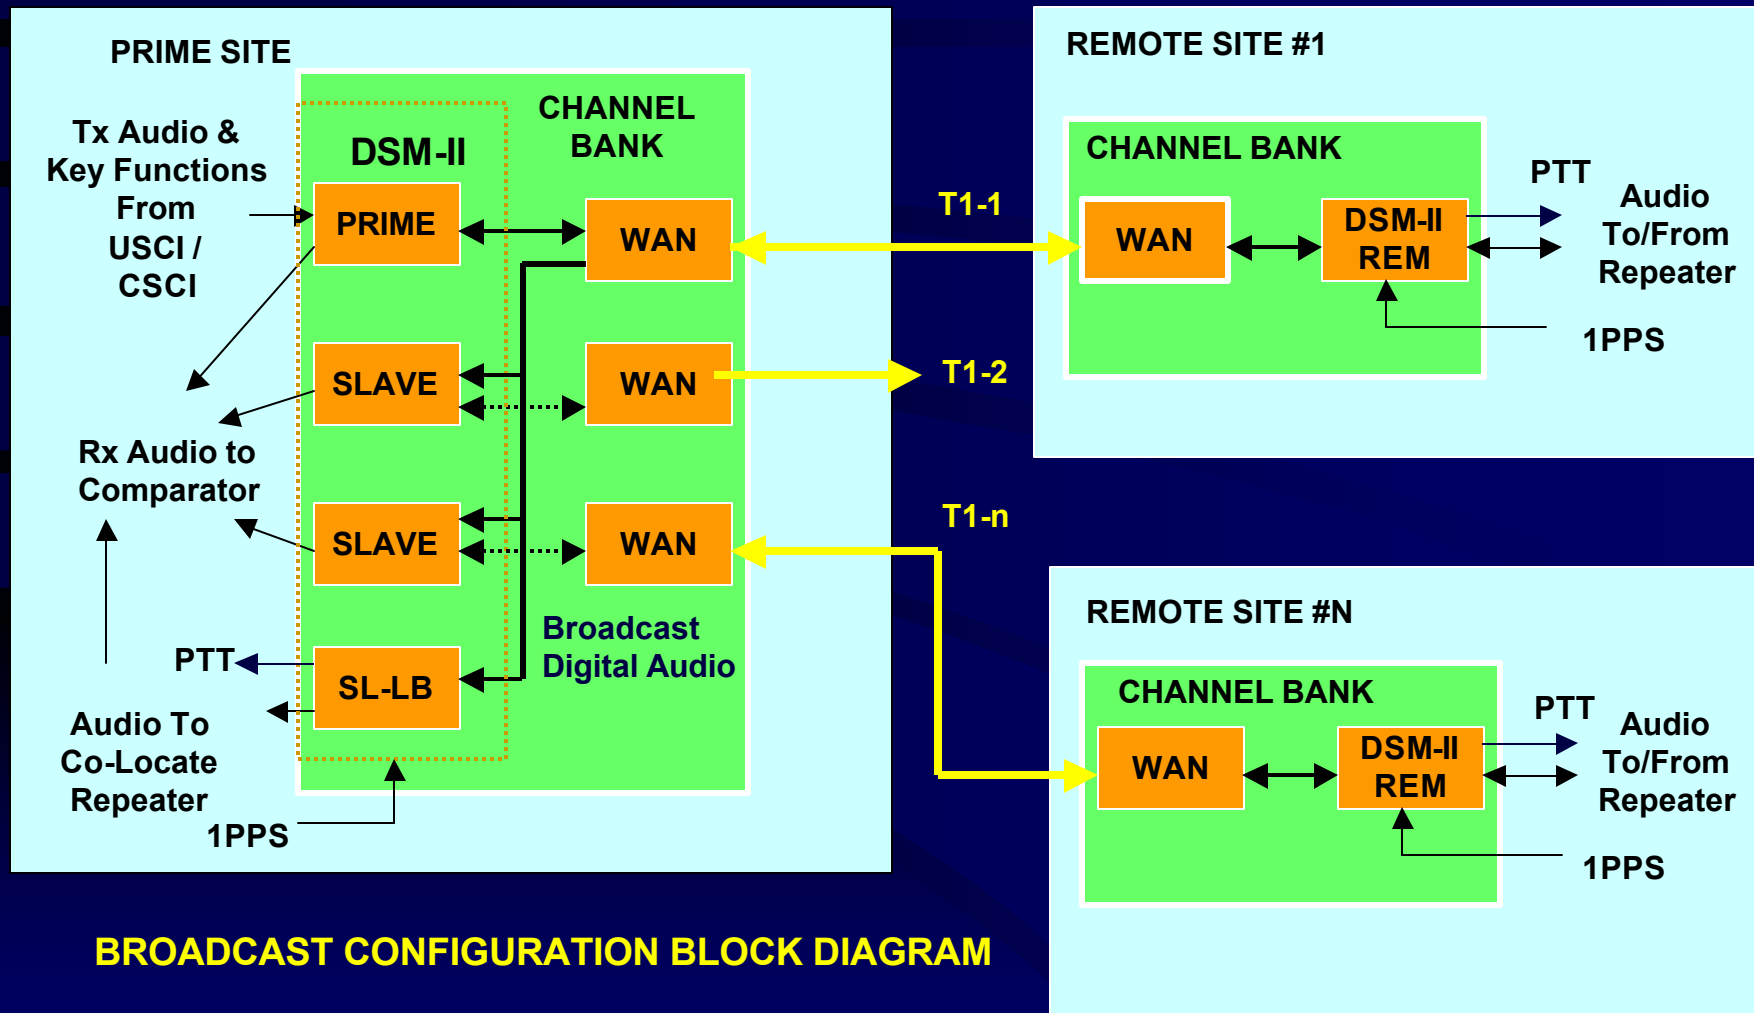 PRIME SITE
Tx Audio &
Key Functions
From
USCI /
CSCI
DSM-II
CHANNEL
BANK
PRIME
WAN
SLAVE
WAN
Rx Audio to
Comparator
SLAVE
WAN
Broadcast
Digital Audio
PTT
SL-LB
Audio To
Co-Locate
Repeater
1PPS
T1-1
T1-2
T1-n
REMOTE SITE #1
CHANNEL BANK
WAN
DSM-II
REM
PTT
Audio
To/From
Repeater
1PPS
REMOTE SITE #N
CHANNEL BANK
WAN
DSM-II
REM
PTT
Audio
To/From
Repeater
1PPS
BROADCAST CONFIGURATION BLOCK DIAGRAM